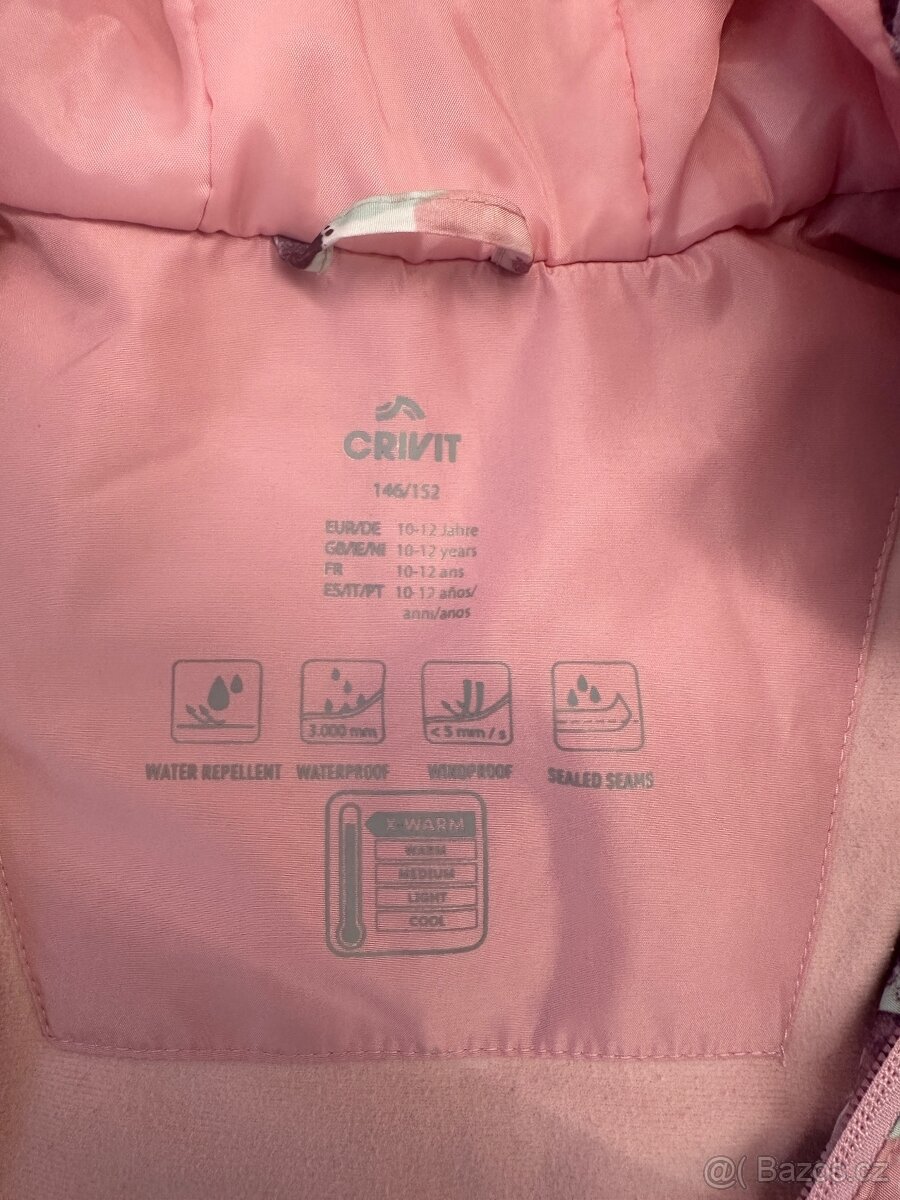 CRIVIT
146/152
EUR/DE 10-12 Jahre
GB/IE/NI 10-12 years
FR 10-12 ans
ES/IT/PT 10-12 años/
anni/anos
3.000 mm
< 5 mm / s
WATER REPELLENT WATERPROOF WINDPROOF SEALED SEAMS
X-WARM
WARM
MEDIUM
LIGHT
COOL
@( Bazos.cz